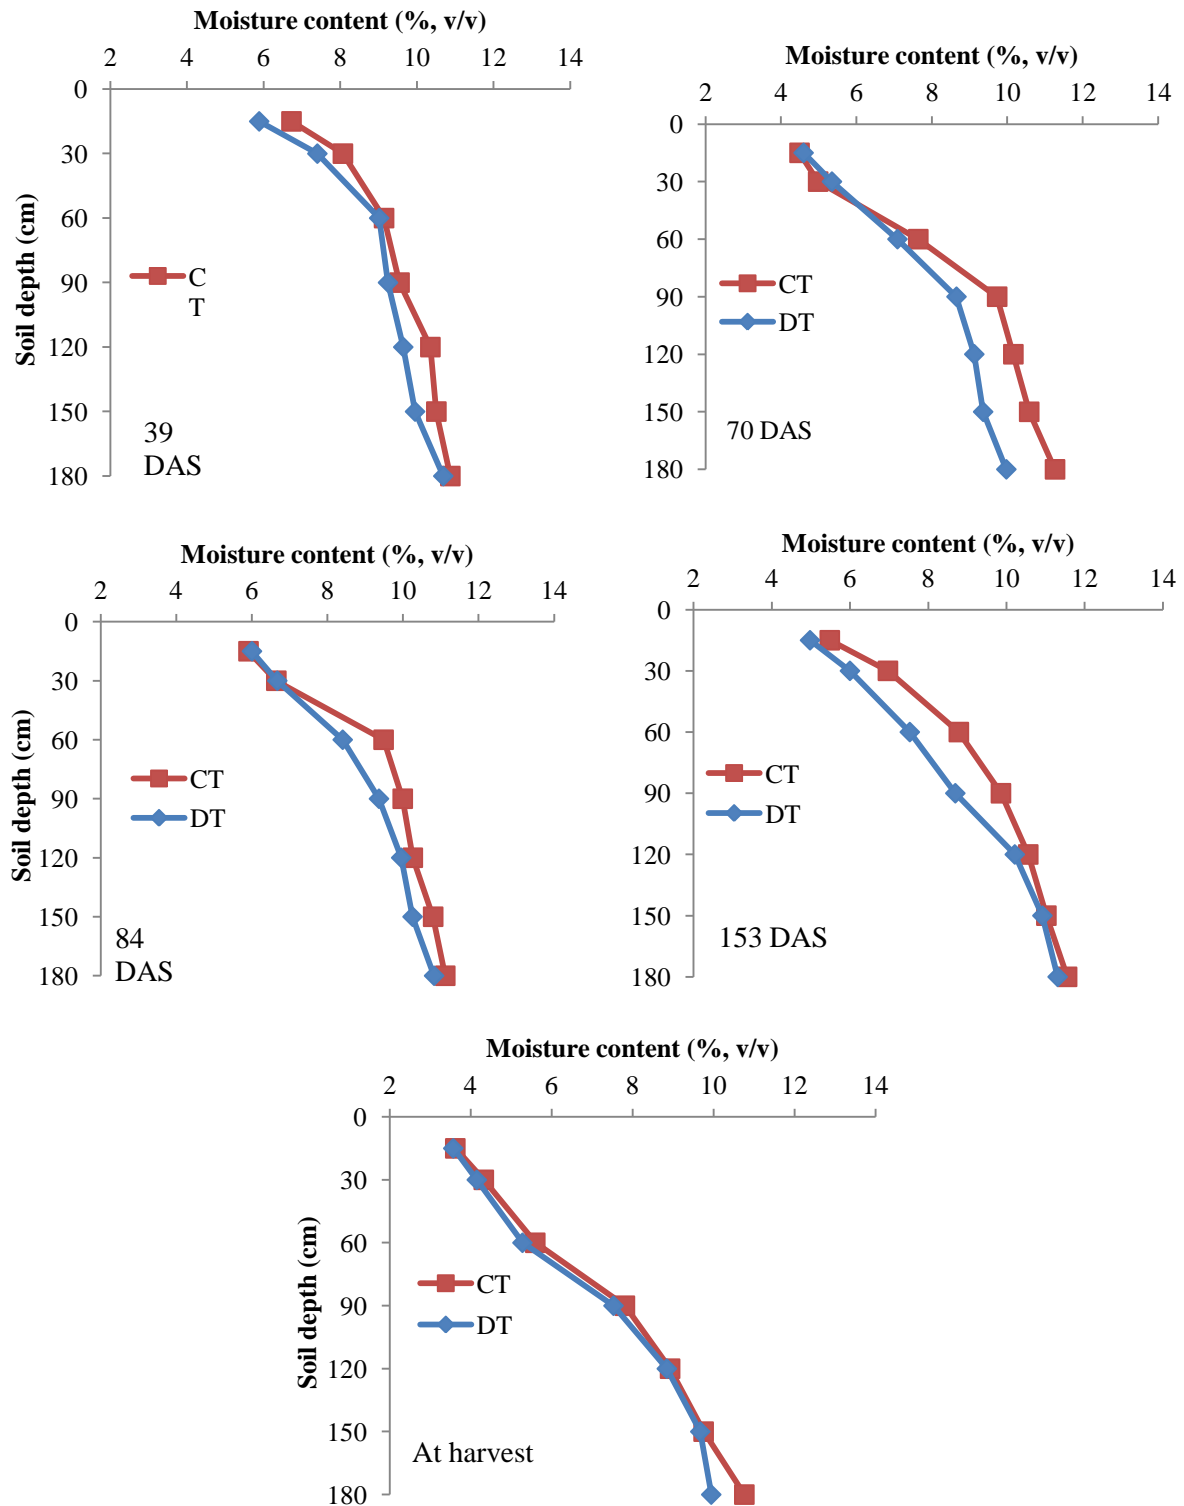 Moisture content (%, v/v)
2 4 6 8 10 12 14
0
30
60
90
120
150
180
Soil depth (cm)
C
T
39
DAS
Moisture content (%, v/v)
2 4 6 8 10 12 14
0
30
60
90
120
150
180
CT
DT
70 DAS
Moisture content (%, v/v)
2 4 6 8 10 12 14
0
30
60
90
120
150
180
Soil depth (cm)
CT
DT
84
DAS
Moisture content (%, v/v)
2 4 6 8 10 12 14
0
30
60
90
120
150
180
CT
DT
153 DAS
Moisture content (%, v/v)
2 4 6 8 10 12 14
0
30
60
90
120
150
180
Soil depth (cm)
CT
DT
At harvest